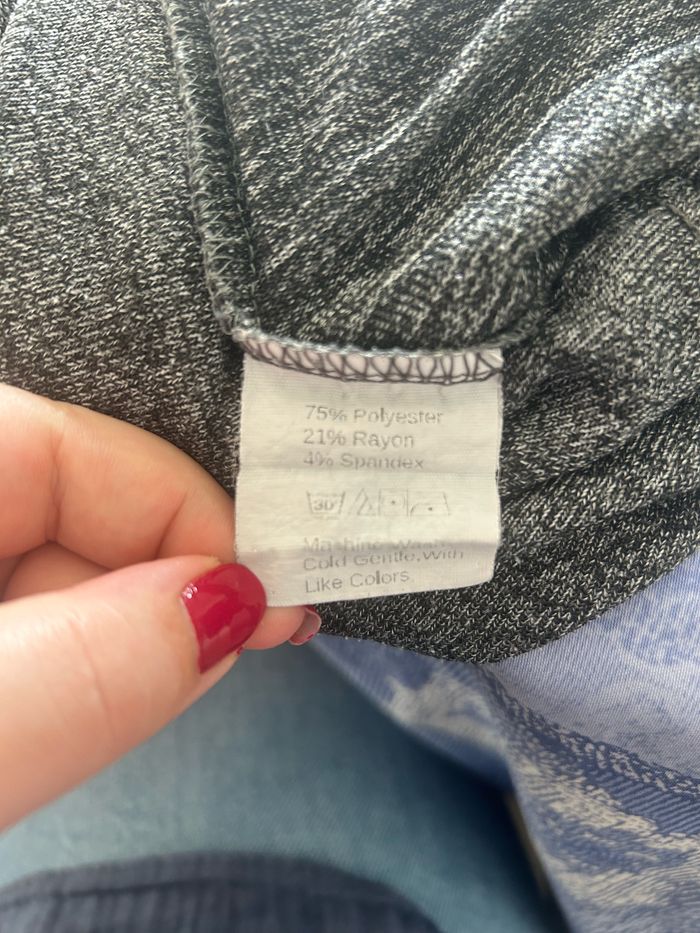 75% Polyester
21% Rayon
4% Spandex
30
Machine Wash
Cold Gentle,With
Like Colors.